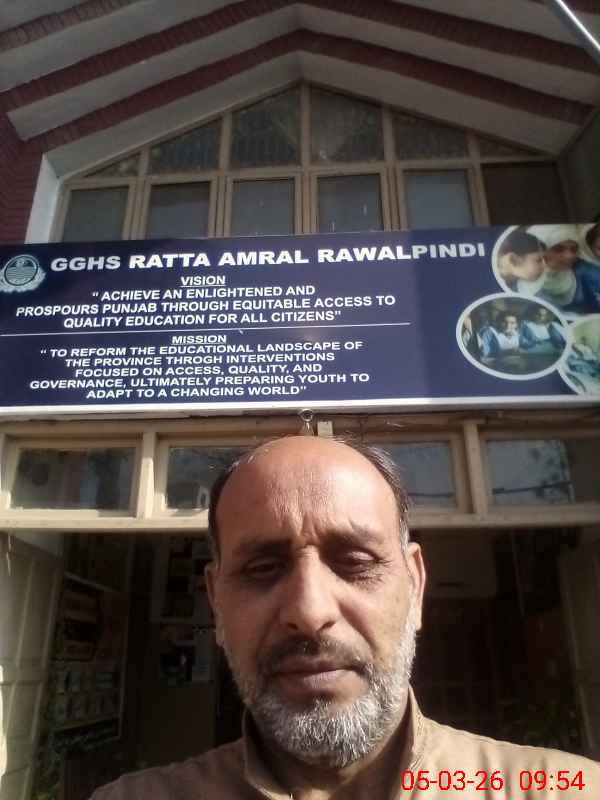 GGHS RATTA AMRAL RAWALPINDI
VISION
" ACHIEVE AN ENLIGHTENED AND
PROSPOURS PUNJAB THROUGH EQUITABLE ACCESS TO
QUALITY EDUCATION FOR ALL CITIZENS"
MISSION
" TO REFORM THE EDUCATIONAL LANDSCAPE OF
THE PROVINCE THROGH INTERVENTIONS
FOCUSED ON ACCESS, QUALITY, AND
GOVERNANCE, ULTIMATELY PREPARING YOUTH TO
ADAPT TO A CHANGING WORLD"
05-03-26 09:54